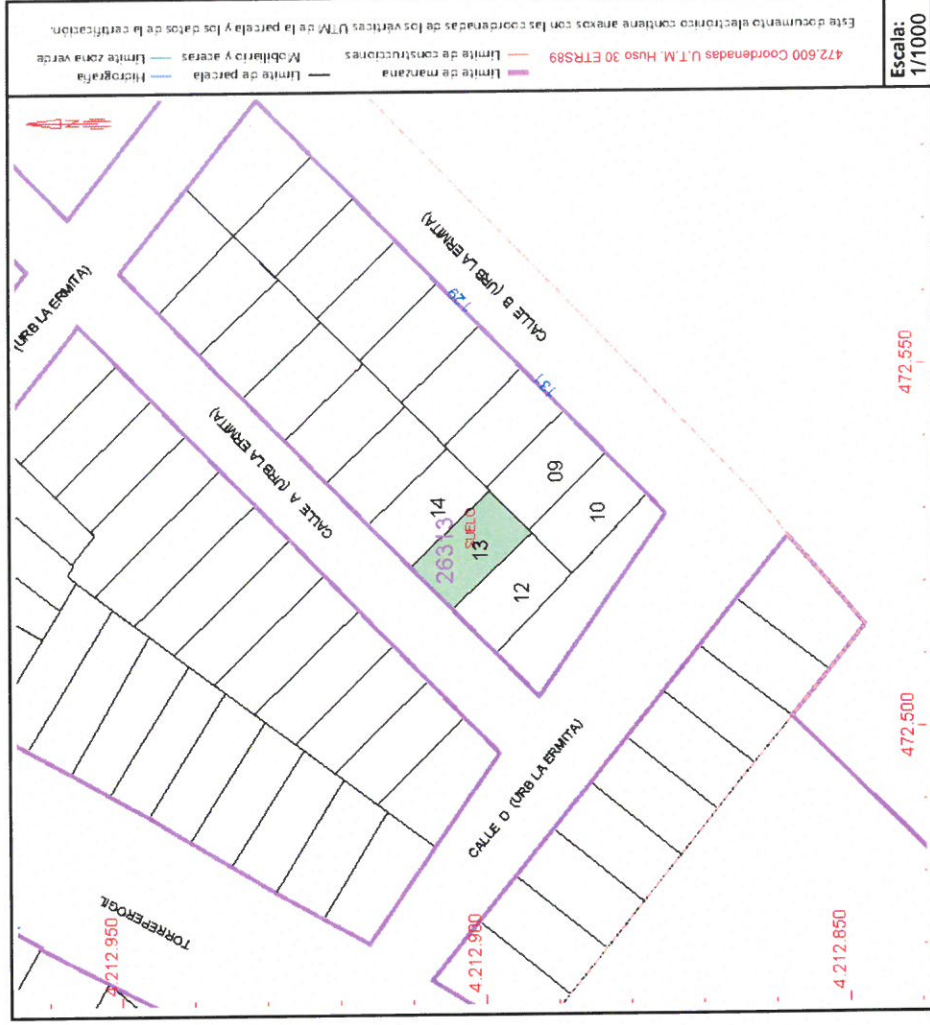 Este documento electrónico contiene anexos con las coordenadas de los vértices UTM de la parcela y los datos de la certificación.
472.600 Coordenadas U.T.M. Huso 30 ETRS89
Límite de manzana
Límite de construcciones
Límite de parcela
Mobiliario y aceras
Hidrografía
Límite zona verde
Escala:
1/1000
N
(URB LA ERMITA)
CALLE A (URB LA ERMITA)
CALLE B (URB LA ERMITA)
29
31
14
26313
SUELO
13
12
09
10
CALLE D (URB LA ERMITA)
TORREPEROGIL
4.212.950
4.212.900
4.212.850
472.550
472.500